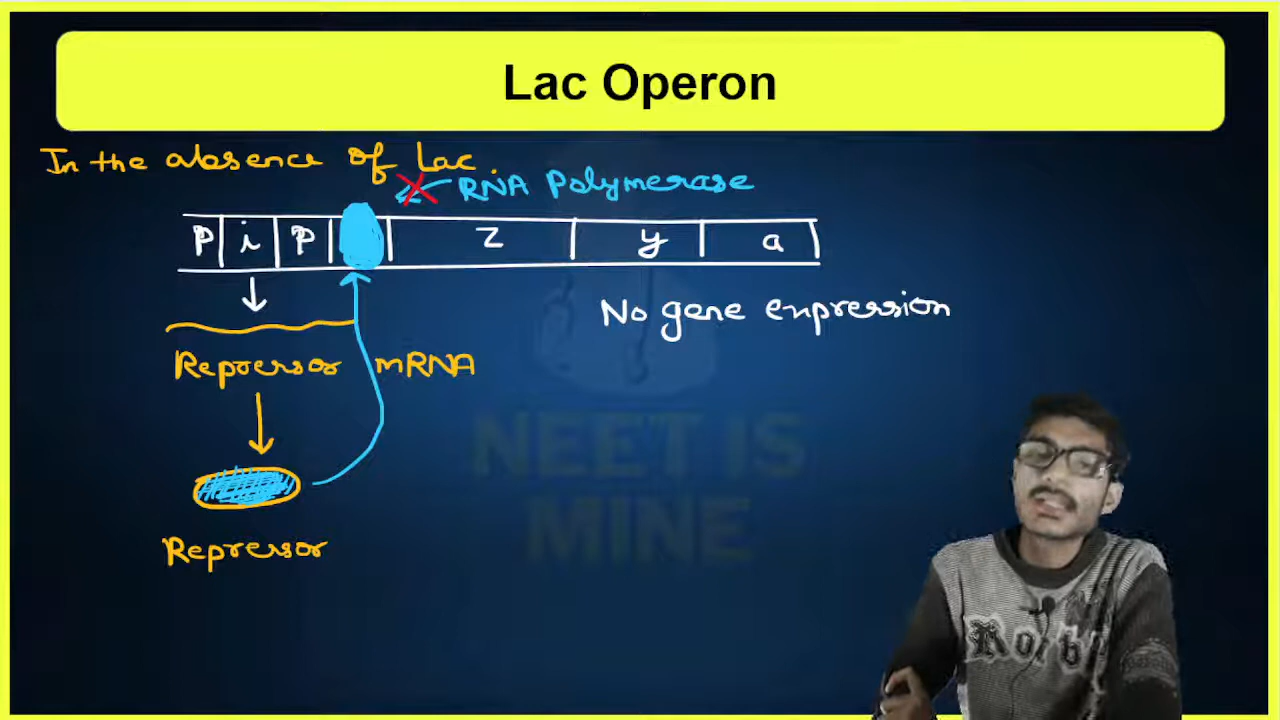 Lac Operon
In the absence of Lac.
RNA Polymerase
P i P z y a
No gene expression
Repressor mRNA
NEET IS
MINE
Repressor